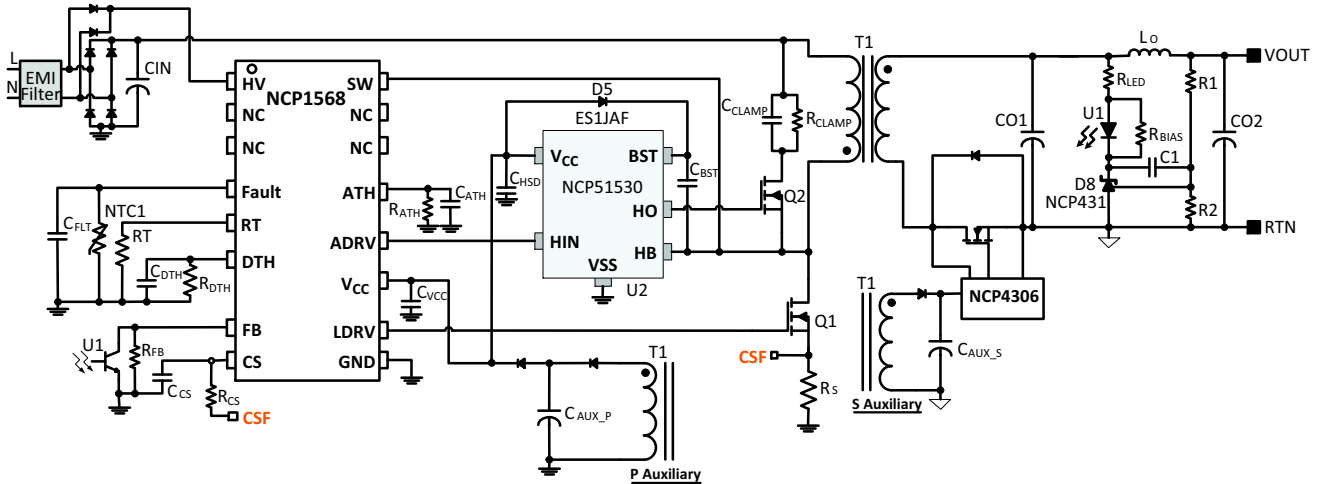 L
N
EMI
Filter
CIN
NCP1568
HV
NC
NC
Fault
RT
DTH
FB
CS
SW
NC
NC
ATH
ADRV
VCC
LDRV
GND
CFLT
NTC1
RT
CDTH
RDTH
U1
RFB
CCS
RCS
CSF
RATH
CATH
CVCC
D5
ES1JAF
CHSD
VCC
BST
NCP51530
HO
HIN
HB
VSS
U2
CBST
CCLAMP
RCLAMP
Q2
T1
Q1
CSF
RS
CAUX_P
T1
P Auxiliary
T1
S Auxiliary
CAUX_S
NCP4306
CO1
LO
RLED
U1
RBIAS
C1
D8
NCP431
R1
R2
CO2
VOUT
RTN